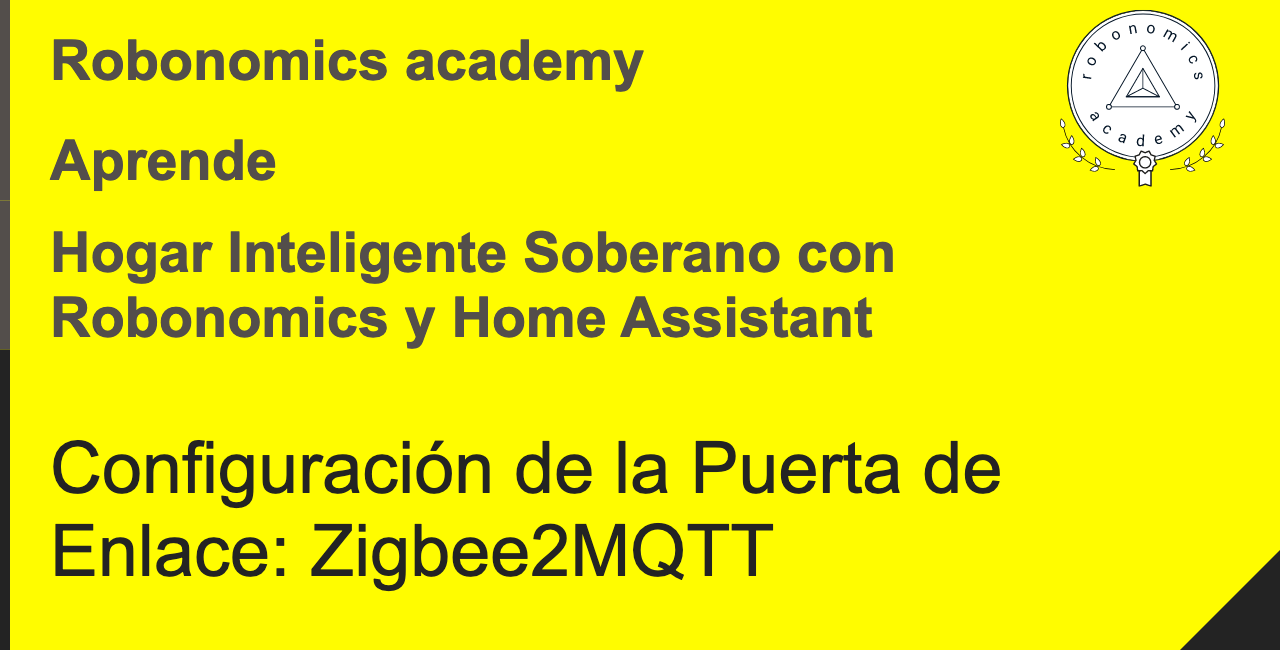 Robonomics academy
robonomics
academy
Aprende
Hogar Inteligente Soberano con
Robonomics y Home Assistant
Configuración de la Puerta de
Enlace: Zigbee2MQTT